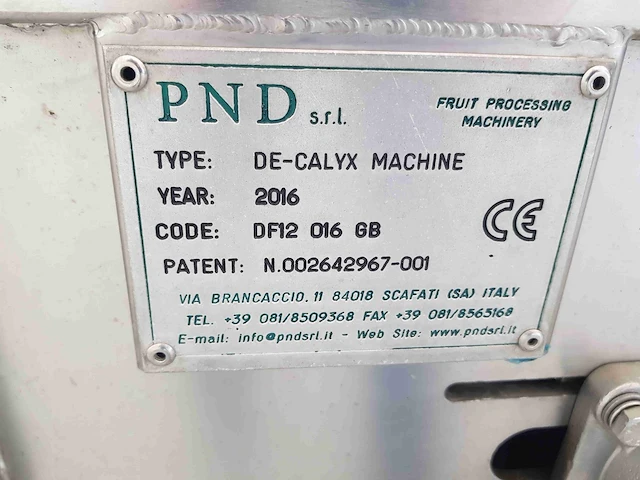 PND s.r.l.
FRUIT PROCESSING
MACHINERY
TYPE: DE-CALYX MACHINE
YEAR: 2016
CODE: DF12 016 GB
CE
PATENT: N.002642967-001
VIA BRANCACCIO, 11 84018 SCAFATI (SA) ITALY
TEL. +39 081/8509368 FAX +39 081/8565168
E-mail: info@pndsrl.it - Web Site: www.pndsrl.it